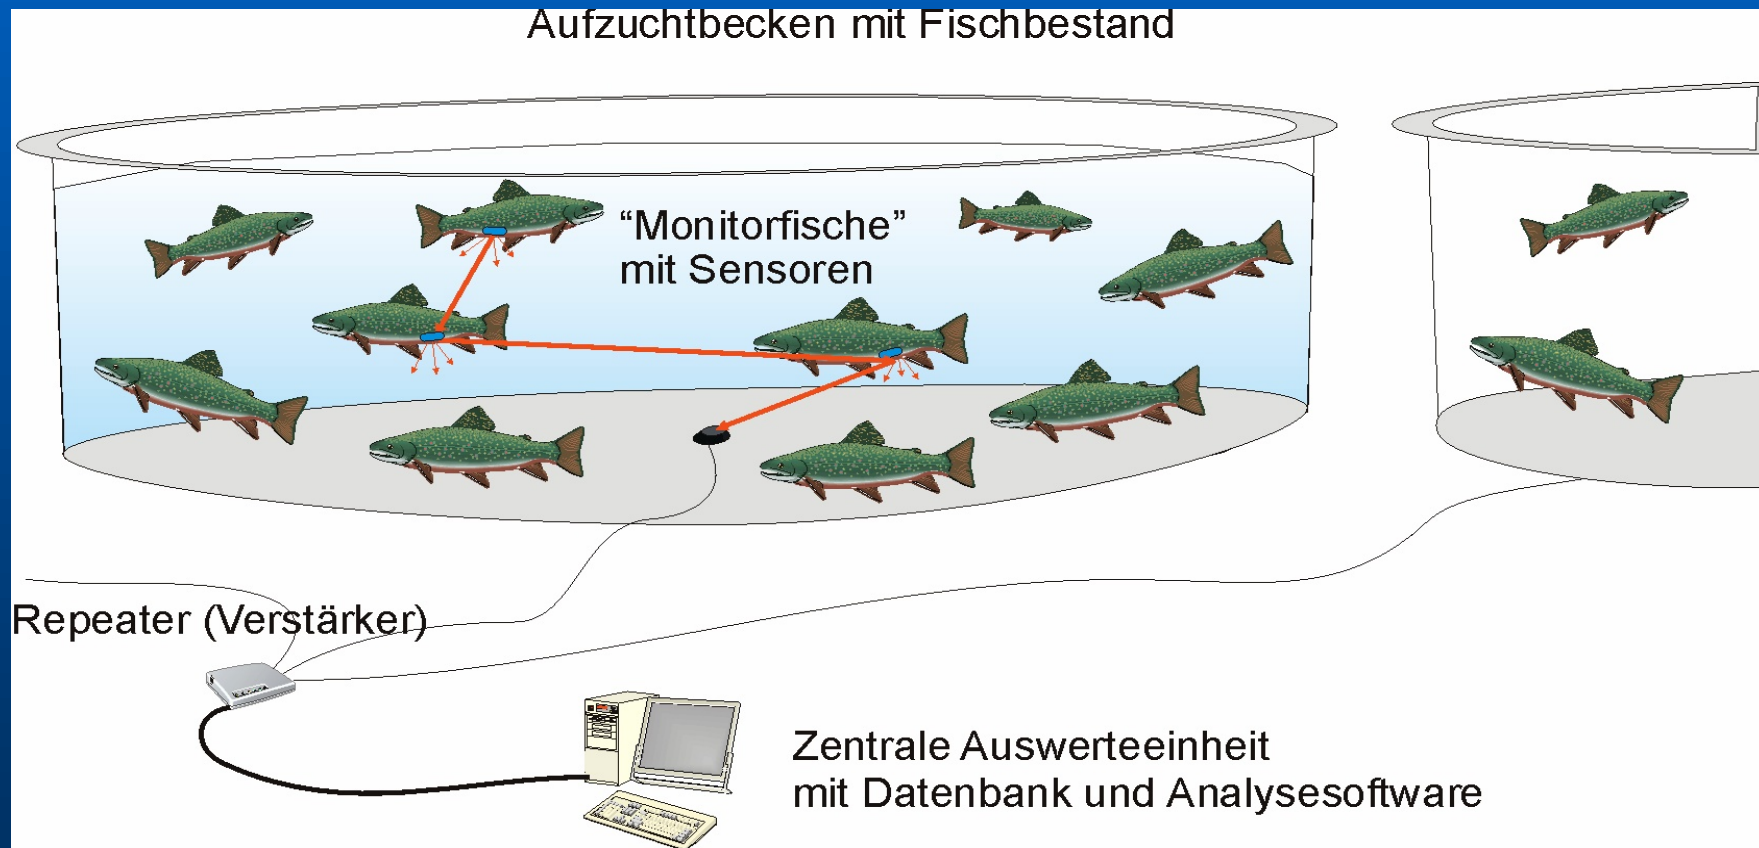 Aufzuchtbecken mit Fischbestand
“Monitorfische”
mit Sensoren
Repeater (Verstärker)
Zentrale Auswerteeinheit
mit Datenbank und Analysesoftware